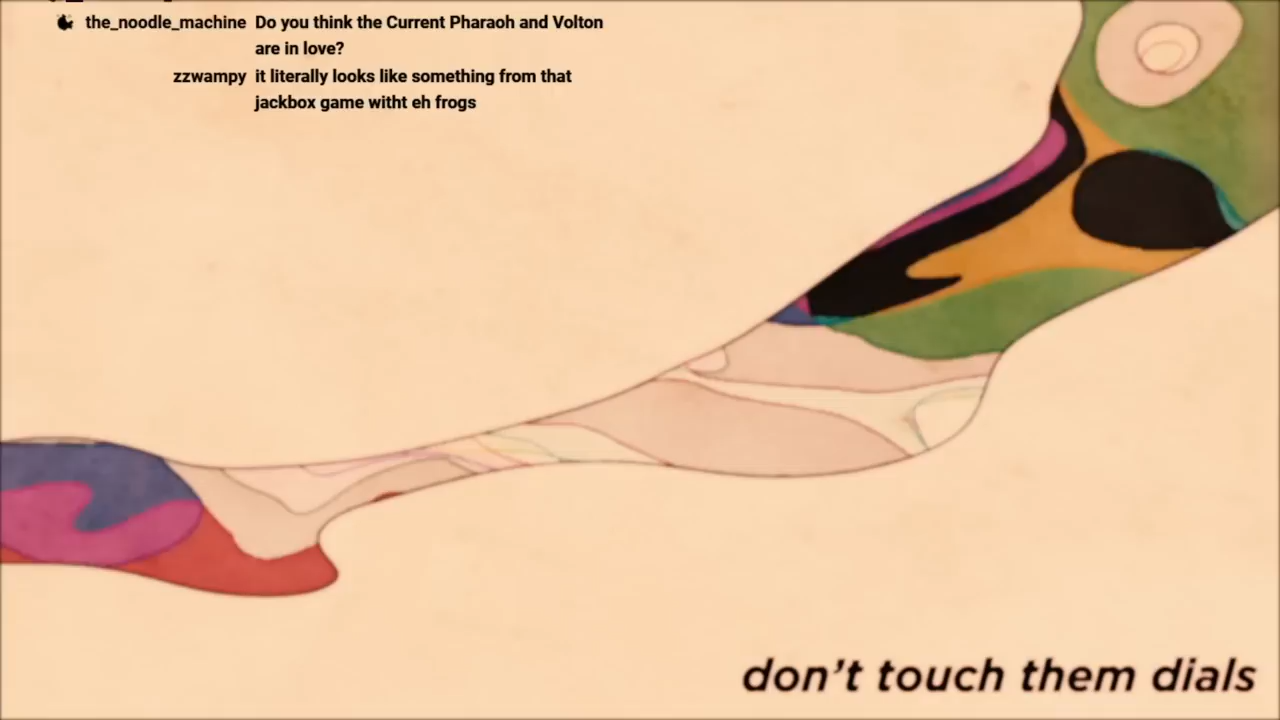 the_noodle_machine Do you think the Current Pharaoh and Volton
are in love?
zzwampy it literally looks like something from that
jackbox game witht eh frogs
don't touch them dials